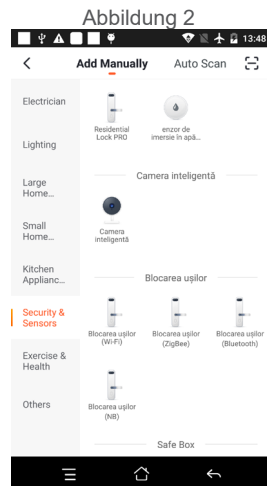 Abbildung 2
13:48
Add Manually Auto Scan
Electrician
Lighting
Large
Home...
Small
Home...
Kitchen
Applianc...
Security &
Sensors
Exercise &
Health
Others
Residential
Lock PRO
enzor de
imersie în apă...
Camera inteligentă
Camera
inteligentă
Blocarea ușilor
Blocarea ușilor
(Wi-Fi)
Blocarea ușilor
(ZigBee)
Blocarea ușilor
(Bluetooth)
Blocarea ușilor
(NB)
Safe Box